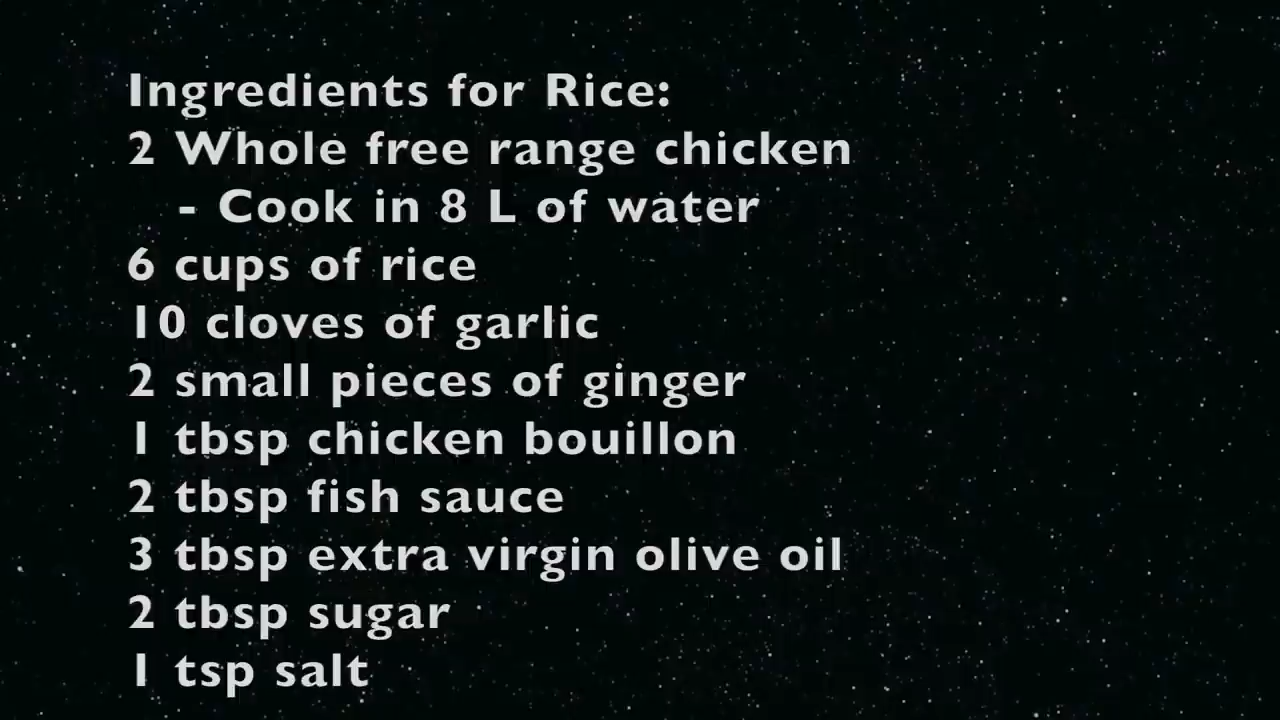 Ingredients for Rice:
2 Whole free range chicken
- Cook in 8 L of water
6 cups of rice
10 cloves of garlic
2 small pieces of ginger
1 tbsp chicken bouillon
2 tbsp fish sauce
3 tbsp extra virgin olive oil
2 tbsp sugar
1 tsp salt